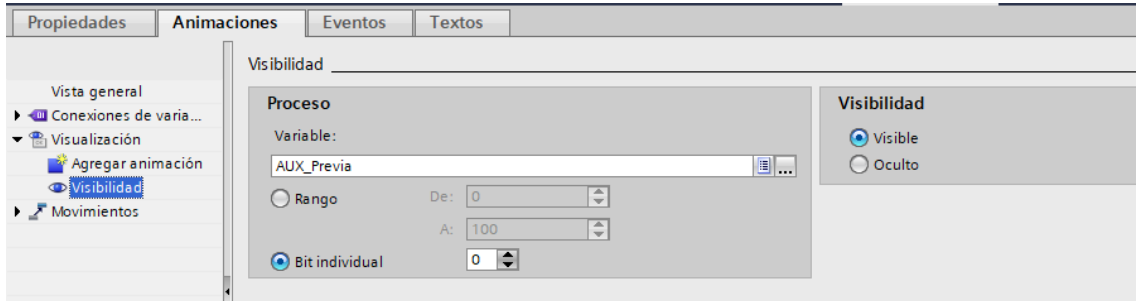 Propiedades Animaciones Eventos Textos
Visibilidad
Vista general
Conexiones de varia...
Visualización
Agregar animación
Visibilidad
Movimientos
Proceso
Variable:
AUX_Previa
...
Rango De: 0
A: 100
Bit individual 0
Visibilidad
Visible
Oculto